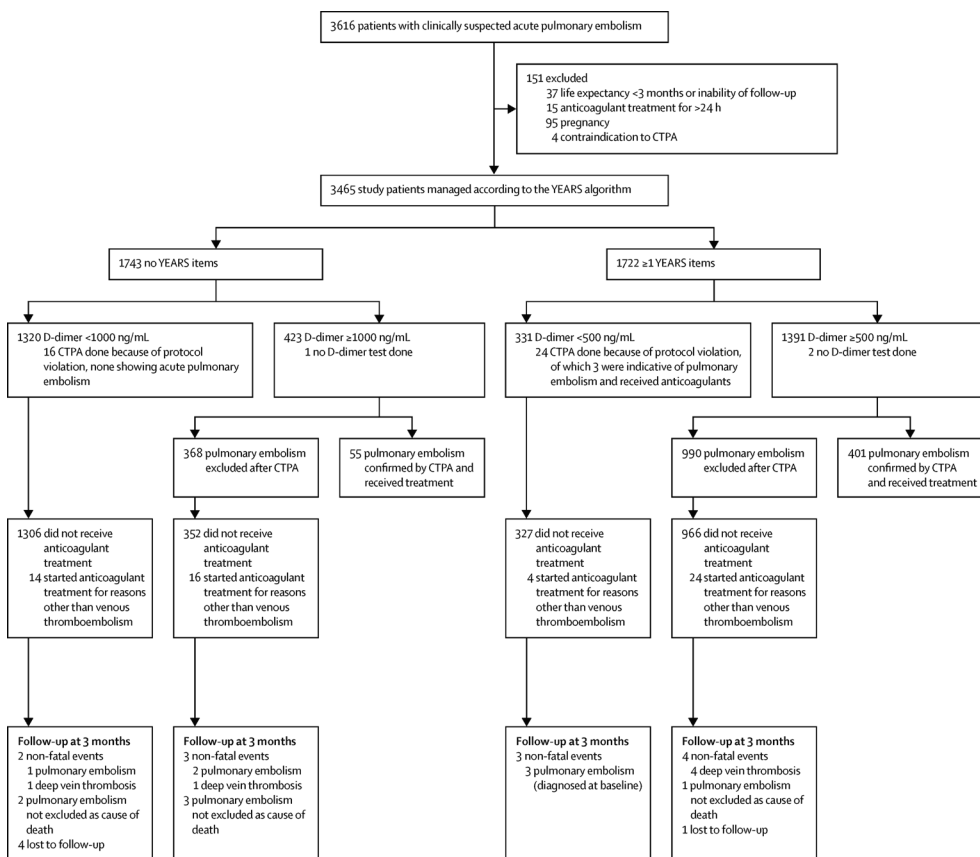 3616 patients with clinically suspected acute pulmonary embolism
151 excluded
37 life expectancy <3 months or inability of follow-up
15 anticoagulant treatment for >24 h
95 pregnancy
4 contraindication to CTPA
3465 study patients managed according to the YEARS algorithm
1743 no YEARS items
1722 ≥1 YEARS items
1320 D-dimer <1000 ng/mL
16 CTPA done because of protocol
violation, none showing acute pulmonary
embolism
423 D-dimer ≥1000 ng/mL
1 no D-dimer test done
331 D-dimer <500 ng/mL
24 CTPA done because of protocol violation,
of which 3 were indicative of pulmonary
embolism and received anticoagulants
1391 D-dimer ≥500 ng/mL
2 no D-dimer test done
368 pulmonary embolism
excluded after CTPA
55 pulmonary embolism
confirmed by CTPA and
received treatment
990 pulmonary embolism
excluded after CTPA
401 pulmonary embolism
confirmed by CTPA
and received treatment
1306 did not receive
anticoagulant
treatment
14 started anticoagulant
treatment for reasons
other than venous
thromboembolism
352 did not receive
anticoagulant
treatment
16 started anticoagulant
treatment for reasons
other than venous
thromboembolism
327 did not receive
anticoagulant
treatment
4 started anticoagulant
treatment for reasons
other than venous
thromboembolism
966 did not receive
anticoagulant
treatment
24 started anticoagulant
treatment for reasons
other than venous
thromboembolism
Follow-up at 3 months
2 non-fatal events
1 pulmonary embolism
1 deep vein thrombosis
2 pulmonary embolism
not excluded as cause of
death
4 lost to follow-up
Follow-up at 3 months
3 non-fatal events
2 pulmonary embolism
1 deep vein thrombosis
3 pulmonary embolism
not excluded as cause of
death
Follow-up at 3 months
3 non-fatal events
3 pulmonary embolism
(diagnosed at baseline)
Follow-up at 3 months
4 non-fatal events
4 deep vein thrombosis
1 pulmonary embolism
not excluded as cause of
death
1 lost to follow-up